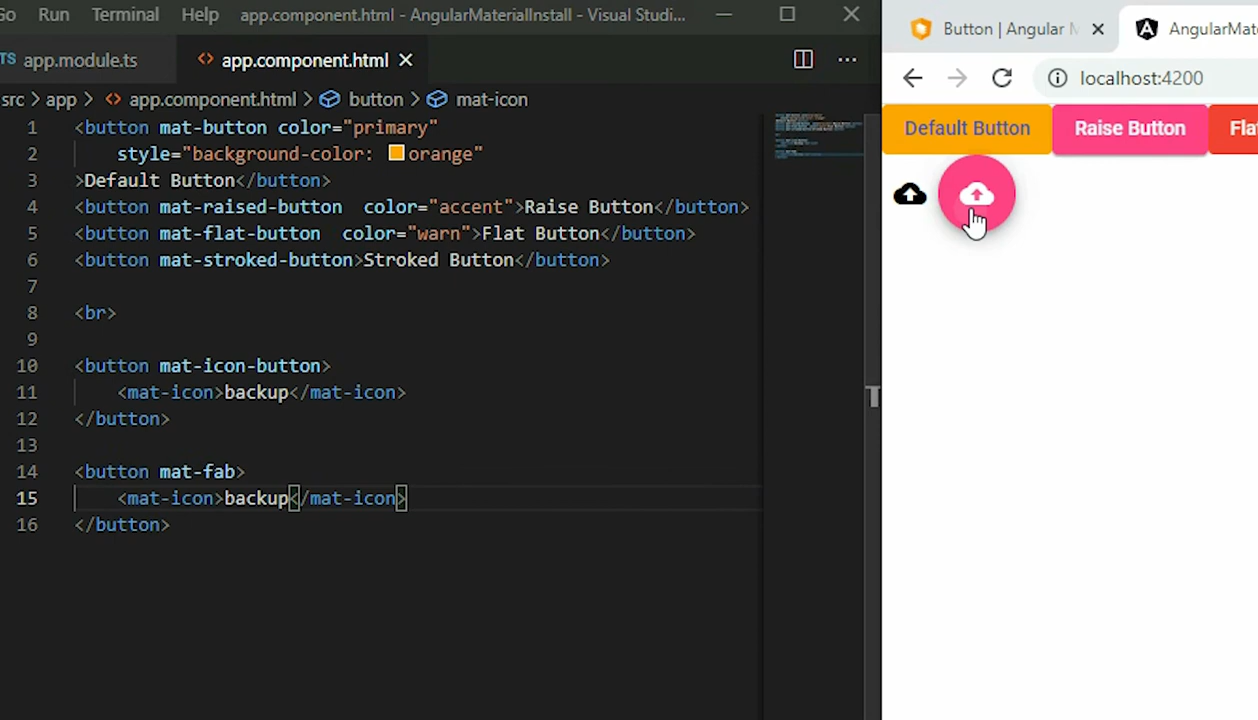 Run Terminal Help app.component.html - AngularMaterialInstall - Visual Studi...
TS app.module.ts
<> app.component.html
src > app > <> app.component.html > button > mat-icon
1 <button mat-button color="primary"
2 style="background-color: orange"
3 >Default Button</button>
4 <button mat-raised-button color="accent">Raise Button</button>
5 <button mat-flat-button color="warn">Flat Button</button>
6 <button mat-stroked-button>Stroked Button</button>
7
8 <br>
9
10 <button mat-icon-button>
11 <mat-icon>backup</mat-icon>
12 </button>
13
14 <button mat-fab>
15 <mat-icon>backup</mat-icon>
16 </button>
Button | Angular M
AngularMate
localhost:4200
Default Button
Raise Button
Flat